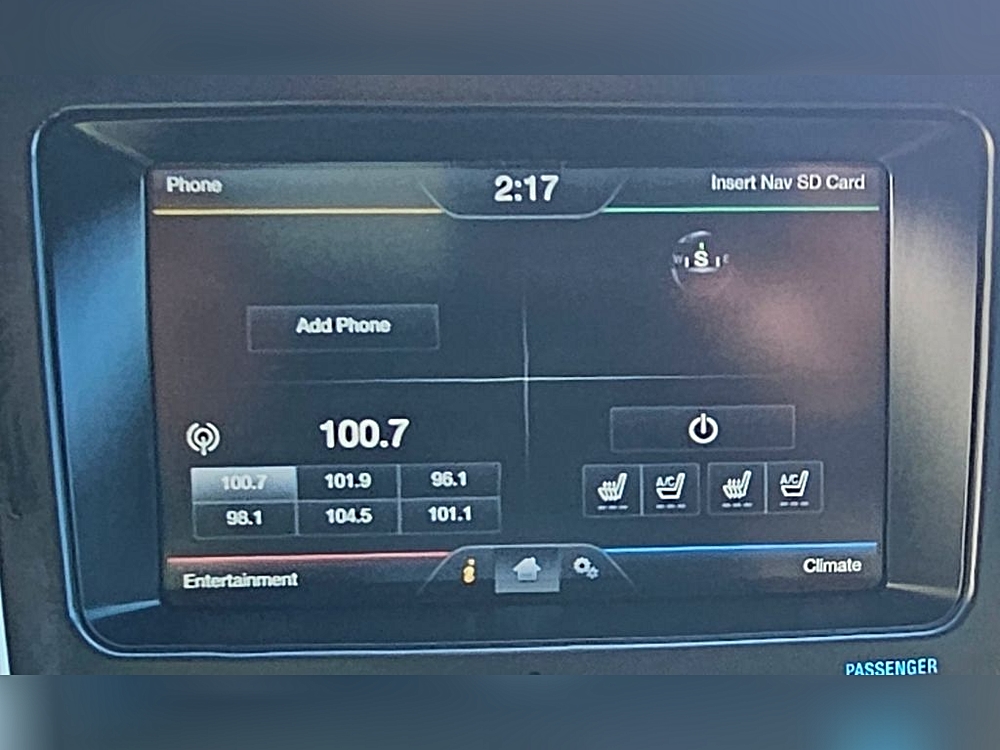 Phone
2:17
Insert Nav SD Card
W S E
Add Phone
100.7
100.7 101.9 96.1
98.1 104.5 101.1
A/C A/C
Entertainment
i
Climate
PASSENGER